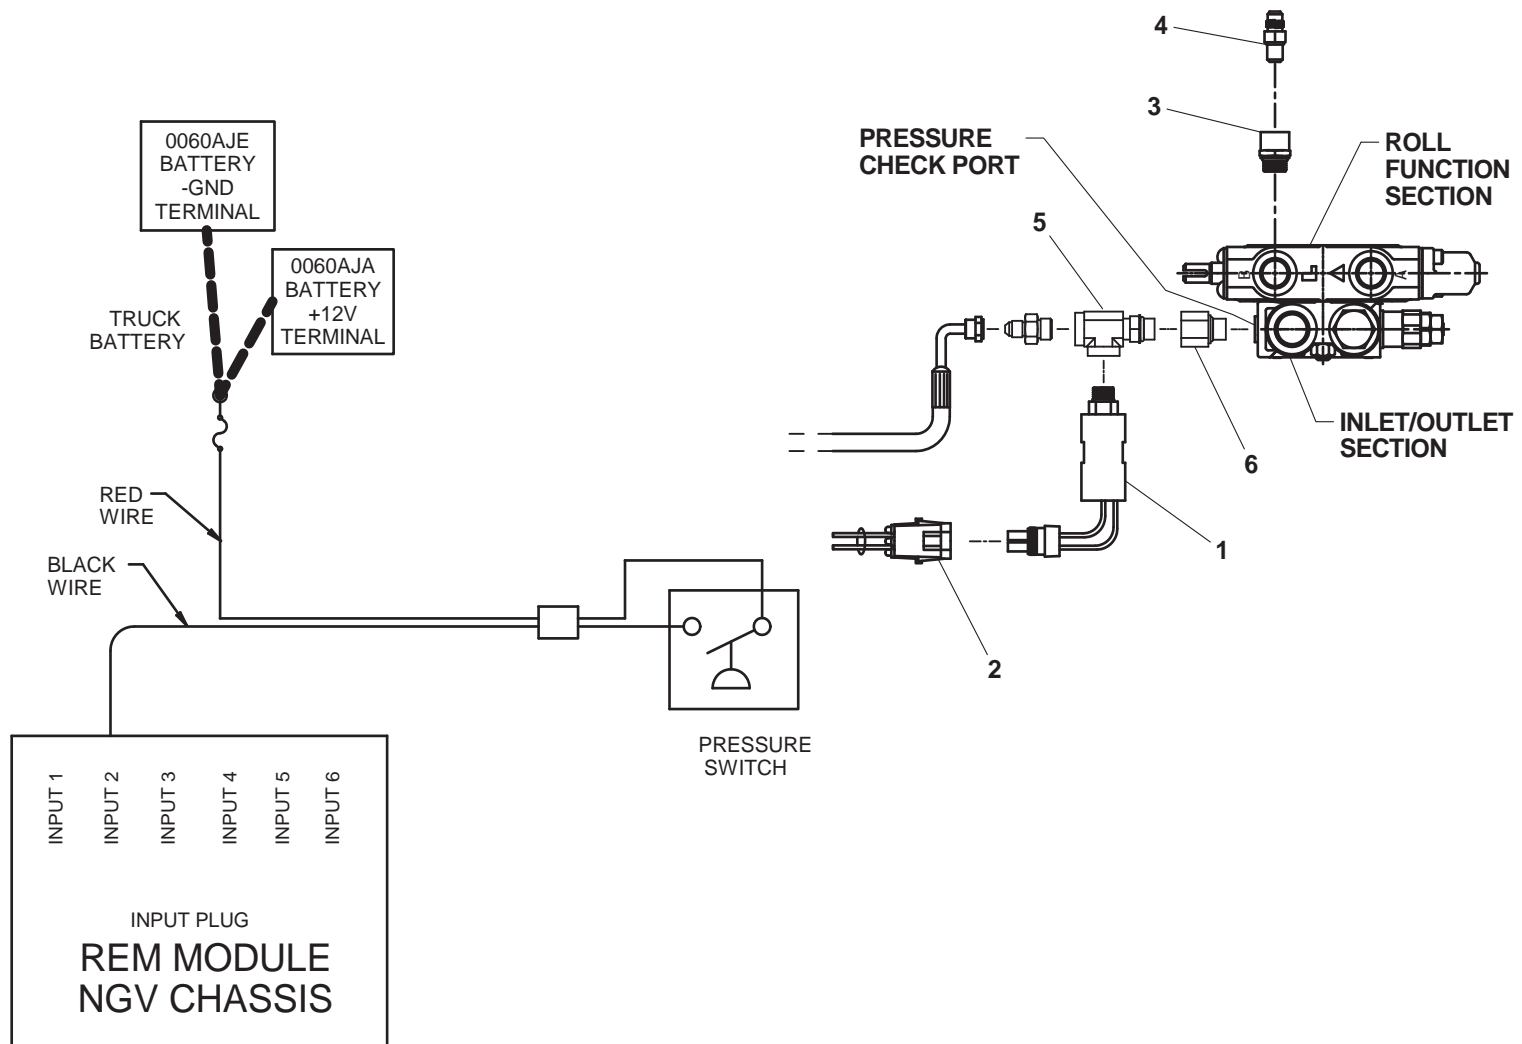 4
3
PRESSURE
CHECK PORT
ROLL
FUNCTION
SECTION
0060AJE
BATTERY
-GND
TERMINAL
5
0060AJA
BATTERY
+12V
TERMINAL
B
A
TRUCK
BATTERY
INLET/OUTLET
SECTION
6
RED
WIRE
1
BLACK
WIRE
2
PRESSURE
SWITCH
INPUT 1
INPUT 2
INPUT 3
INPUT 4
INPUT 5
INPUT 6
INPUT PLUG
REM MODULE
NGV CHASSIS